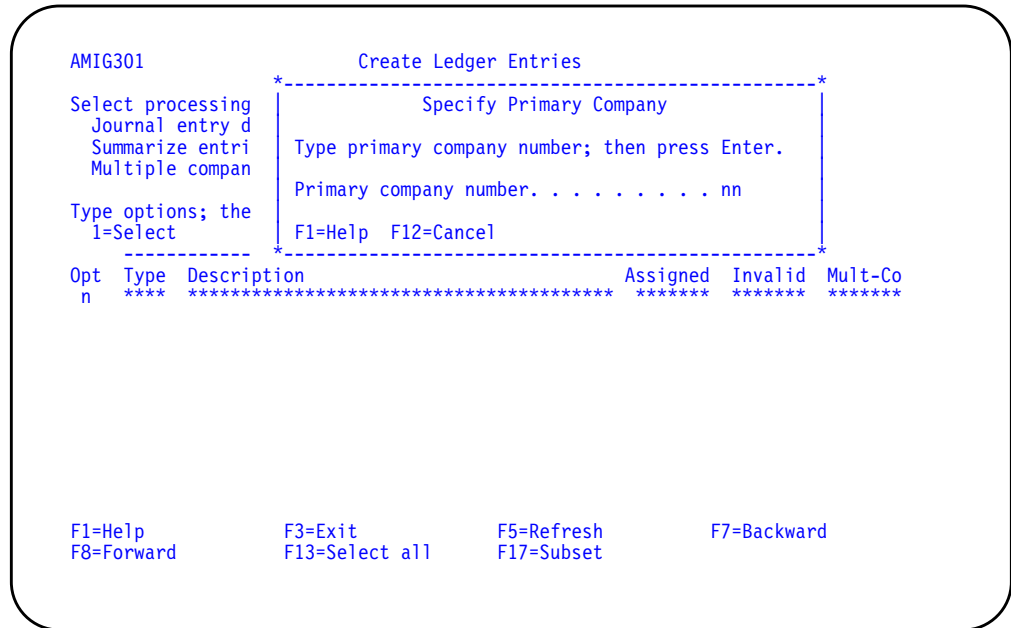 AMIG301 Create Ledger Entries
*--------------------------------------------------*
Select processing | Specify Primary Company |
Journal entry d | |
Summarize entri | Type primary company number; then press Enter. |
Multiple compan | |
| Primary company number. . . . . . . . . nn |
Type options; the | |
1=Select | F1=Help F12=Cancel |
------------ *--------------------------------------------------*
Opt Type Description Assigned Invalid Mult-Co
n **** **************************************** ******* ******* *******
F1=Help F3=Exit F5=Refresh F7=Backward
F8=Forward F13=Select all F17=Subset